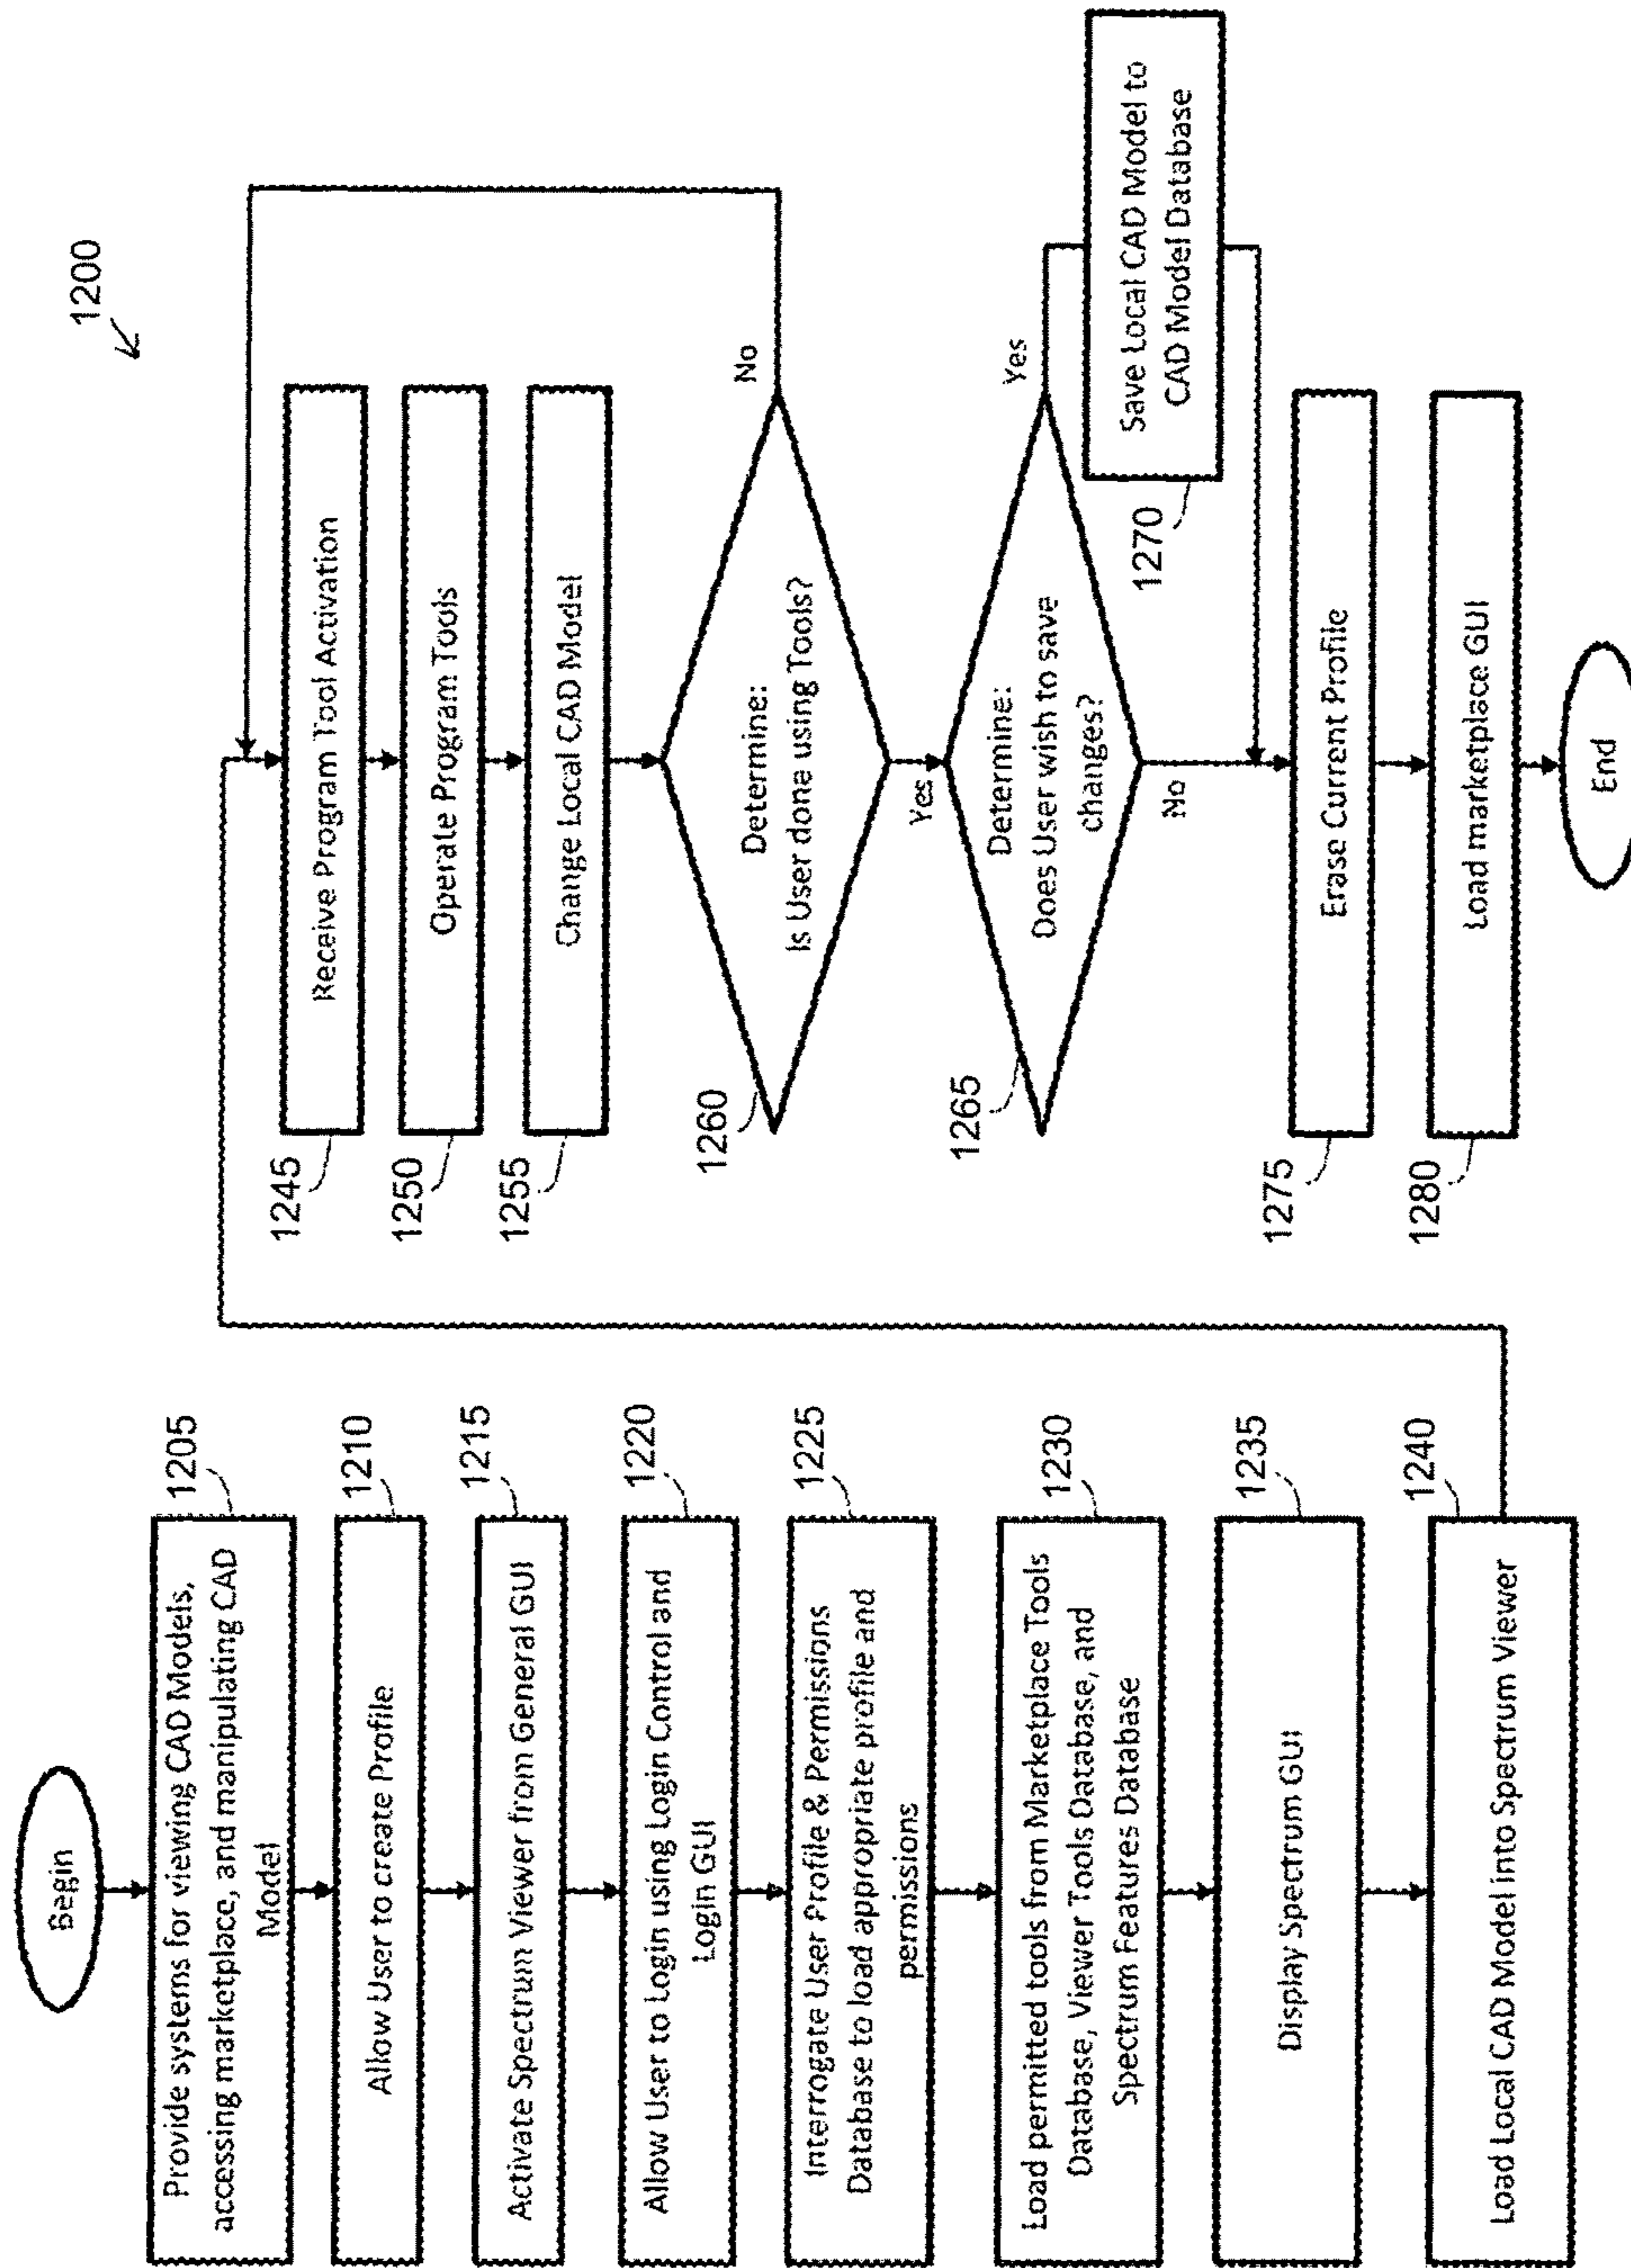 1200
Begin
Provide systems for viewing CAD Models,
accessing marketplace, and manipulating CAD
Model
1205
Allow User to create Profile
1210
Activate Spectrum Viewer from General GUI
1215
Allow User to Login using Login Control and
Login GUI
1220
Interrogate User Profile & Permissions
Database to load appropriate profile and
permissions
1225
Load permitted tools from Marketplace Tools
Database, Viewer Tools Database, and
Spectrum Features Database
1230
Display Spectrum GUI
1235
Load Local CAD Model into Spectrum Viewer
1240
1245
Receive Program Tool Activation
1250
Operate Program Tools
1255
Change Local CAD Model
1260
Determine:
Is User done using Tools?
No
Yes
1265
Determine:
Does User wish to save
changes?
Yes
No
1270
Save Local CAD Model to
CAD Model Database
1275
Erase Current Profile
1280
Load marketplace GUI
End